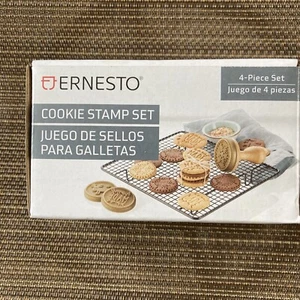 ERNESTO®
4-Piece Set
Juego de 4 piezas
COOKIE STAMP SET
JUEGO DE SELLOS
PARA GALLETAS